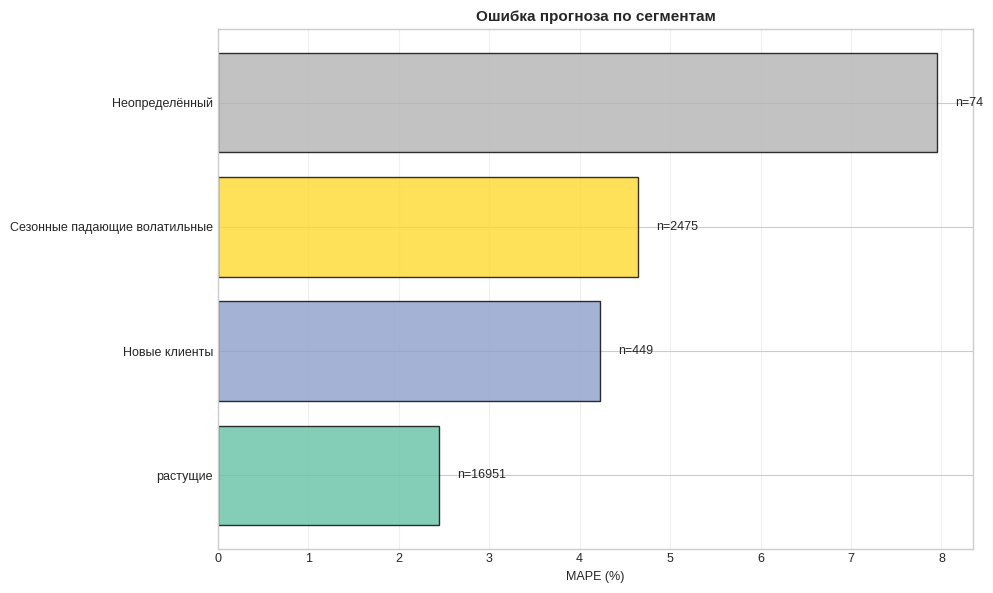 Ошибка прогноза по сегментам
Неопределённый
n=74
Сезонные падающие волатильные
n=2475
Новые клиенты
n=449
растущие
n=16951
0 1 2 3 4 5 6 7 8
MAPE (%)